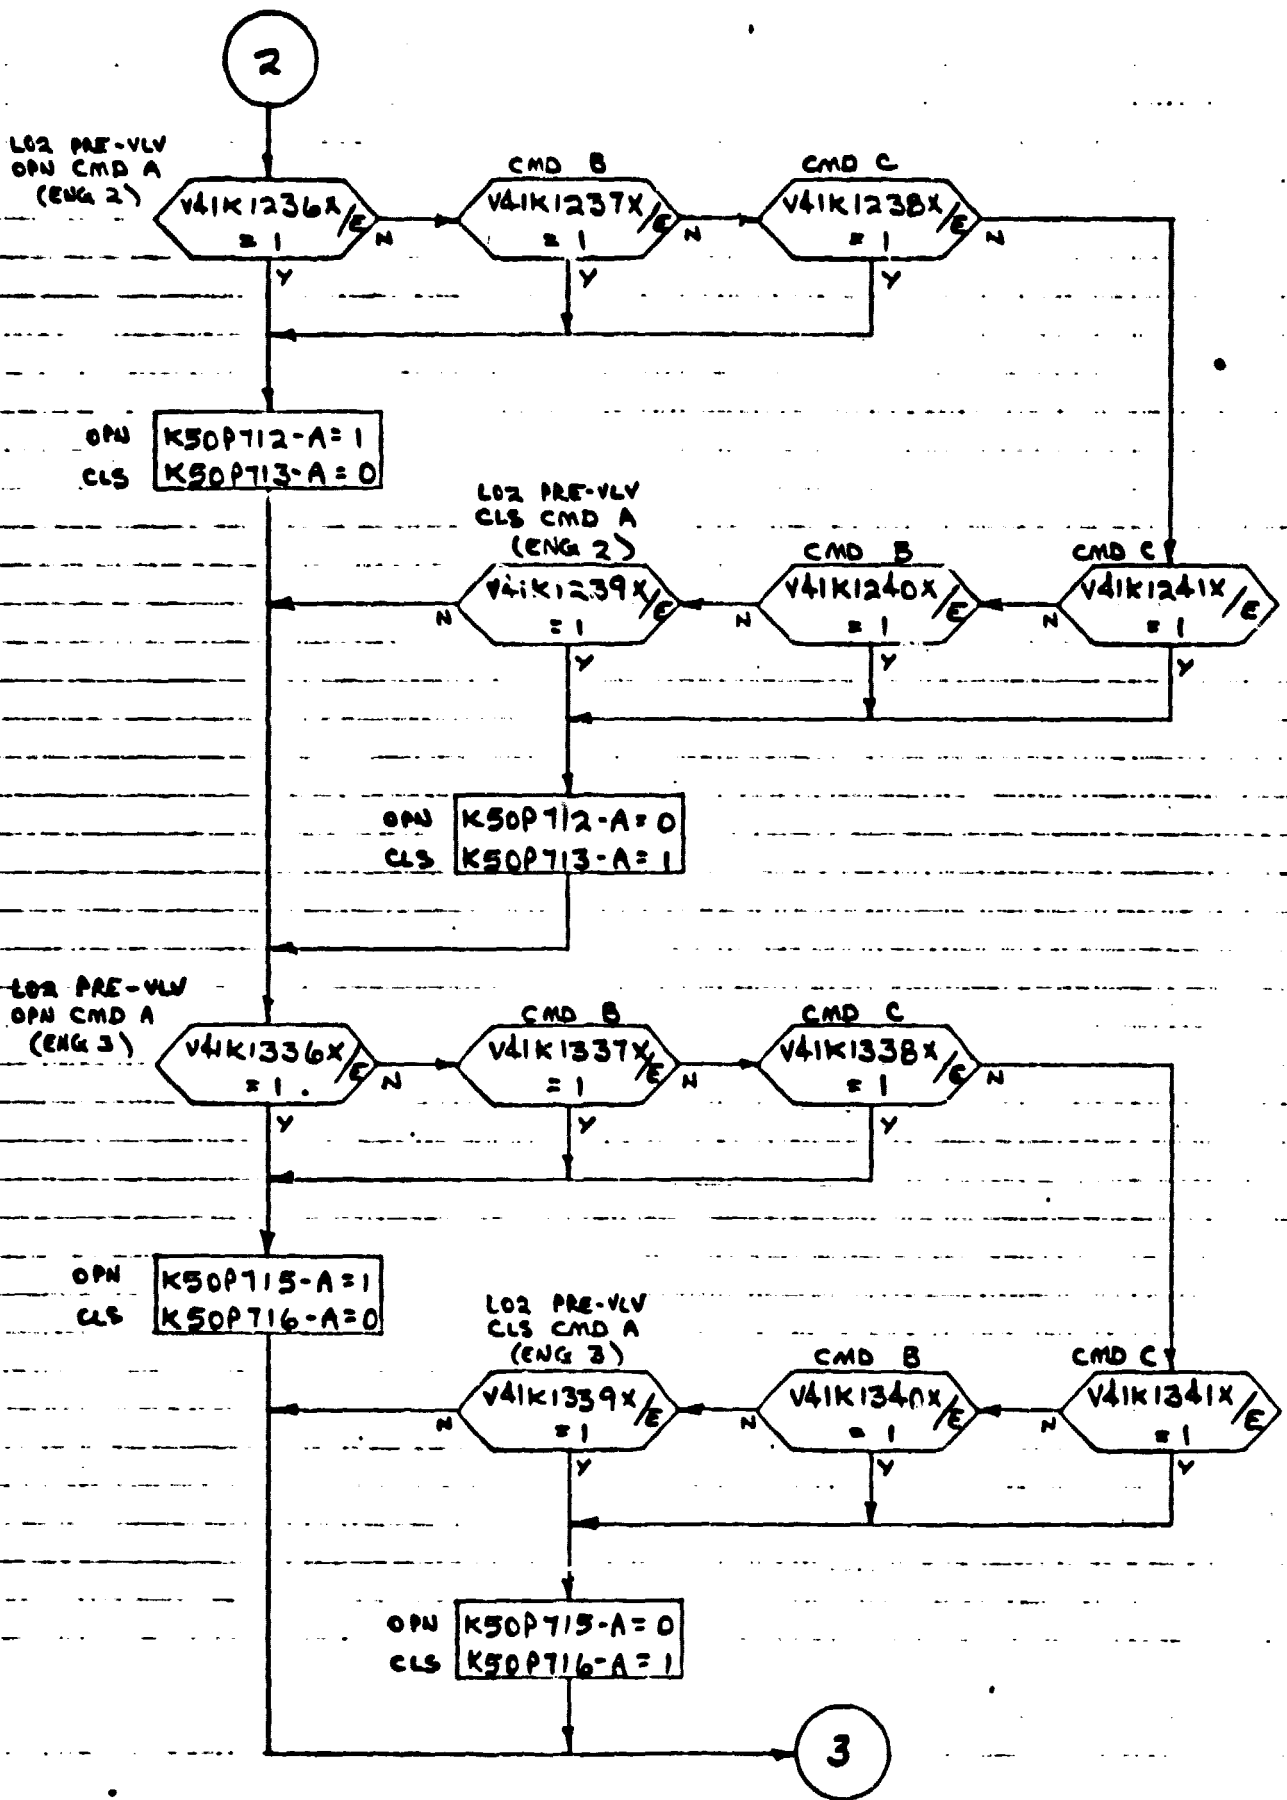 2
LO2 PRE-VLV
OPN CMD A
(ENG 2)
V41K1236X/E
= 1
N
Y
CMD B
V41K1237X/E
= 1
N
Y
CMD C
V41K1238X/E
= 1
N
Y
OPN K50P712-A=1
CLS K50P713-A=0
LO2 PRE-VLV
CLS CMD A
(ENG 2)
V41K1239X/E
= 1
N
Y
CMD B
V41K1240X/E
= 1
N
Y
CMD C
V41K1241X/E
= 1
N
Y
OPN K50P712-A=0
CLS K50P713-A=1
LO2 PRE-VLV
OPN CMD A
(ENG 3)
V41K1336X/E
= 1
N
Y
CMD B
V41K1337X/E
= 1
N
Y
CMD C
V41K1338X/E
= 1
N
Y
OPN K50P715-A=1
CLS K50P716-A=0
LO2 PRE-VLV
CLS CMD A
(ENG 3)
V41K1339X/E
= 1
N
Y
CMD B
V41K1340X/E
= 1
N
Y
CMD C
V41K1341X/E
= 1
N
Y
OPN K50P715-A=0
CLS K50P716-A=1
3